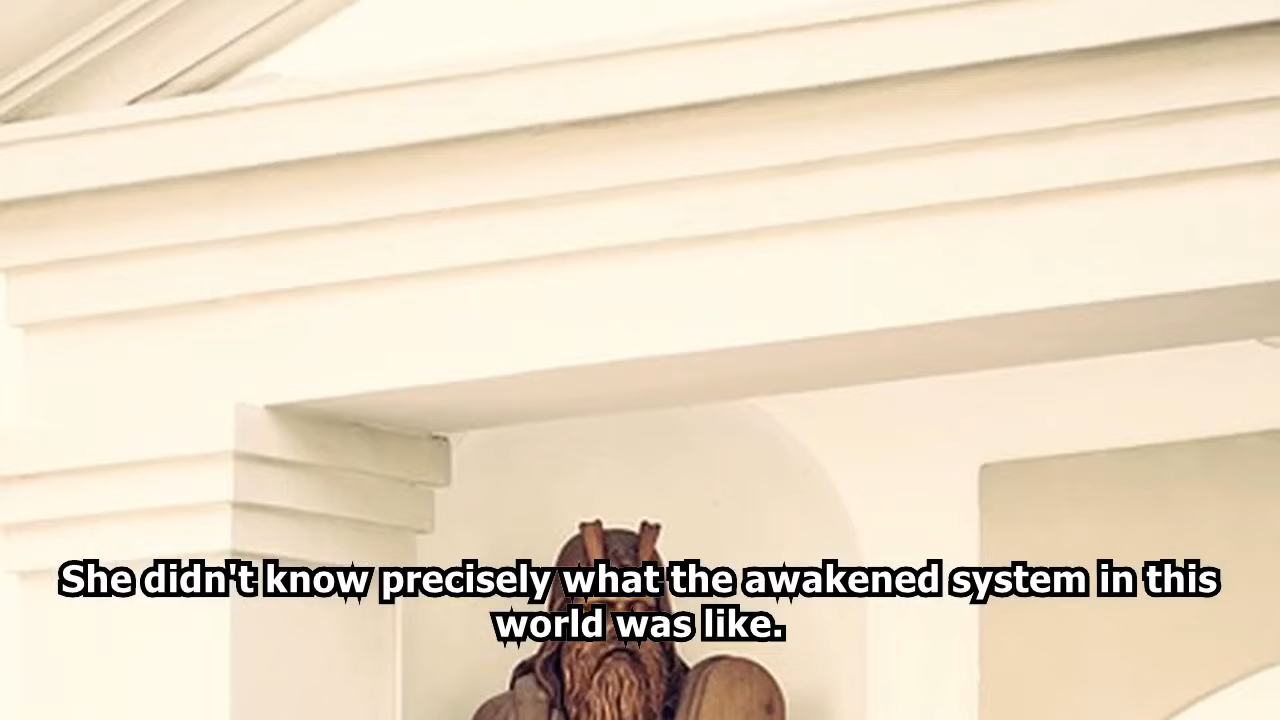 She didn't know precisely what the awakened system in this
world was like.